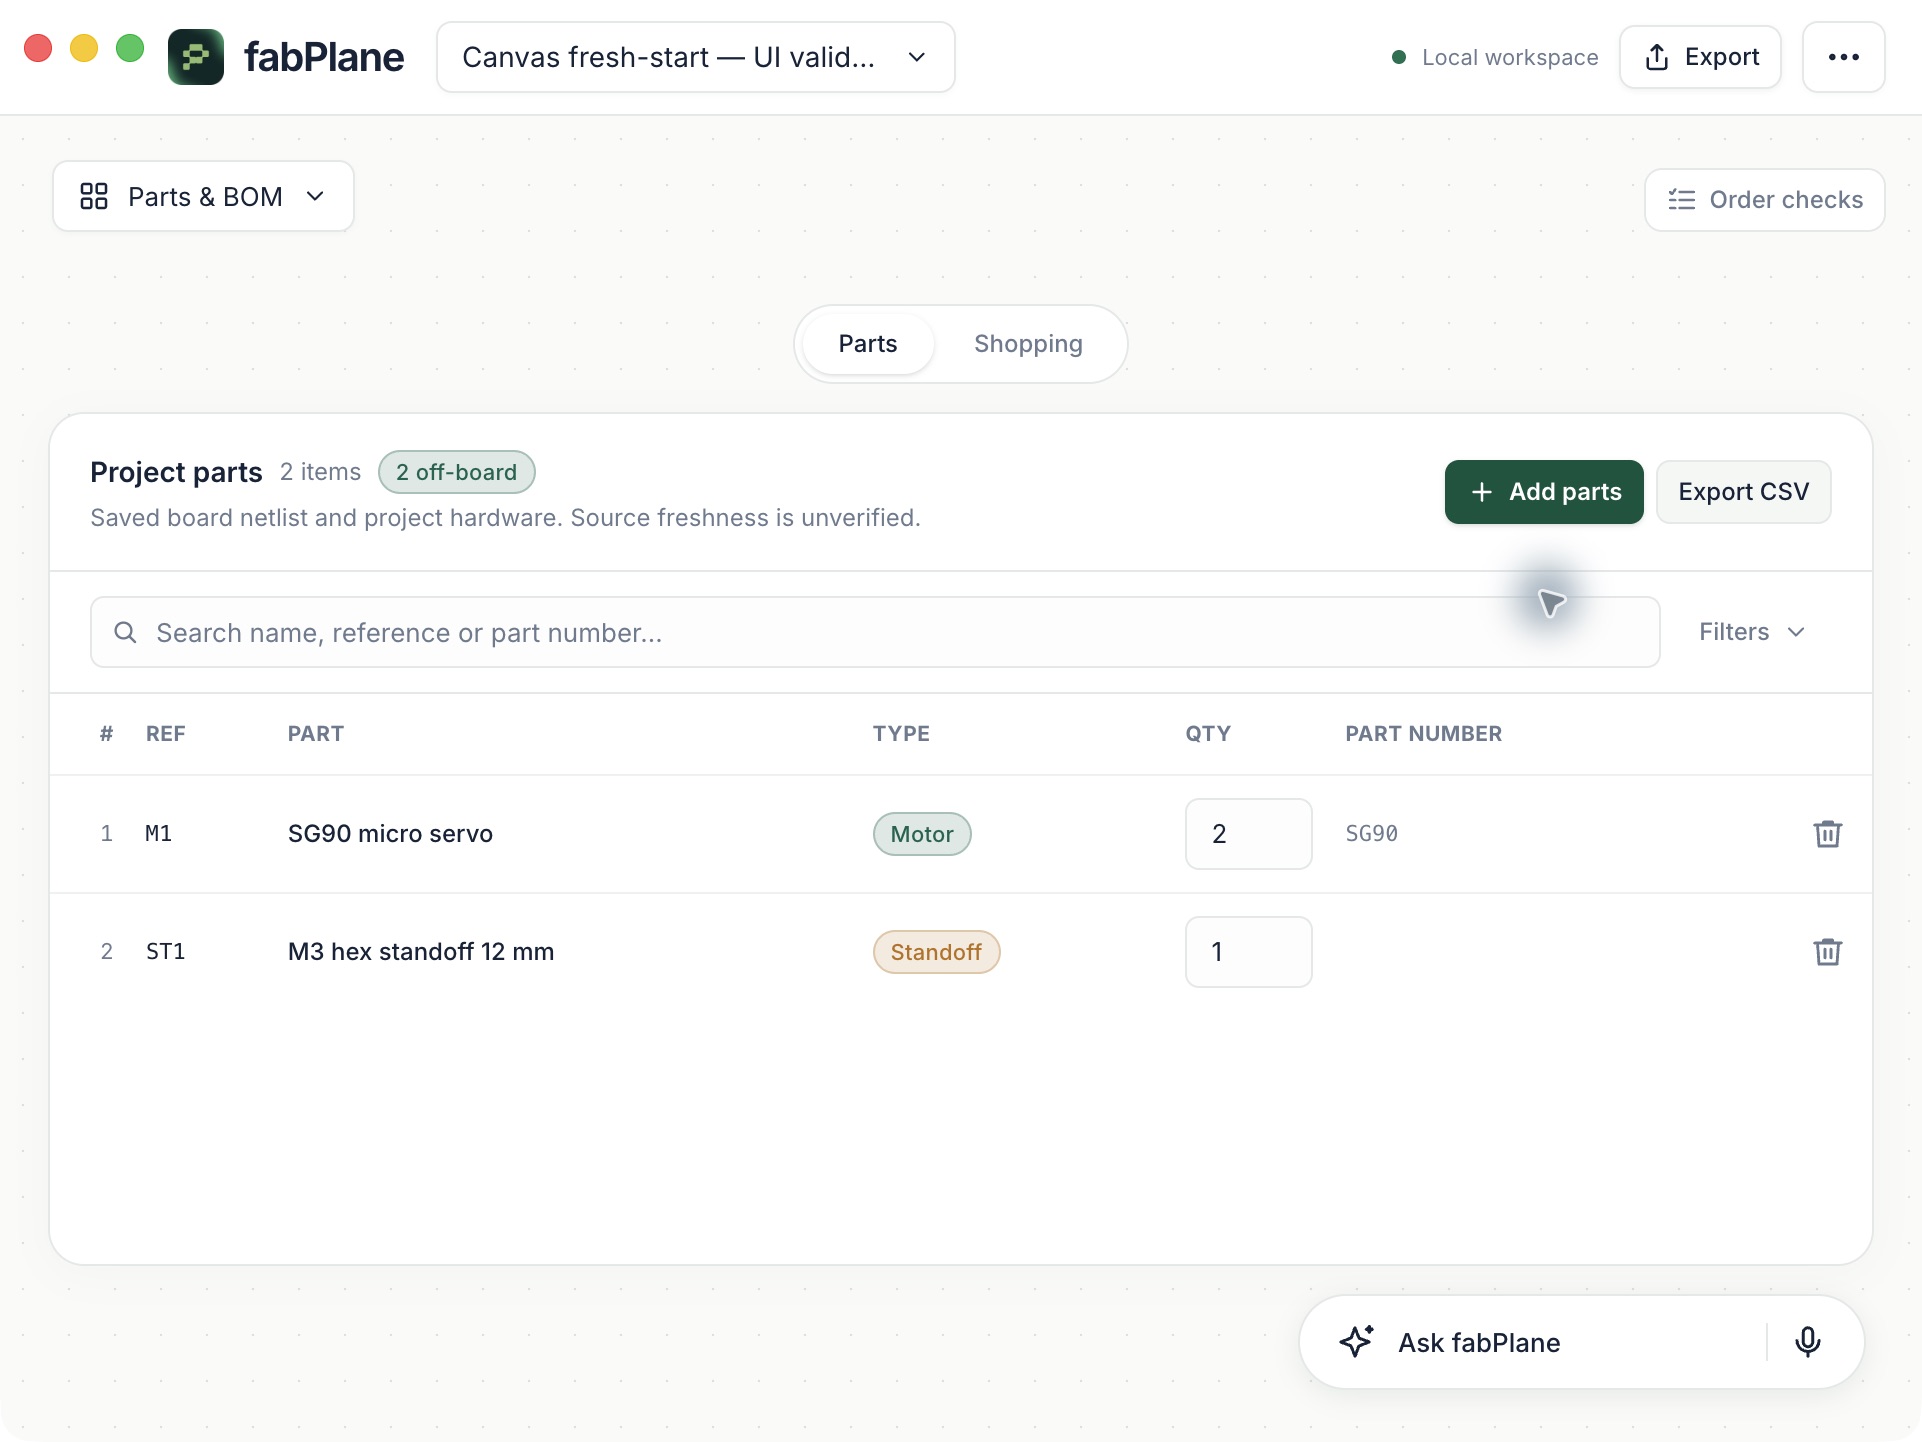 fabPlane
Canvas fresh-start — UI valid...
Local workspace
Export
Parts & BOM
Order checks
Parts
Shopping
Project parts 2 items 2 off-board
Saved board netlist and project hardware. Source freshness is unverified.
Add parts
Export CSV
Search name, reference or part number...
Filters
# REF PART TYPE QTY PART NUMBER
1 M1 SG90 micro servo Motor 2 SG90
2 ST1 M3 hex standoff 12 mm Standoff 1
Ask fabPlane